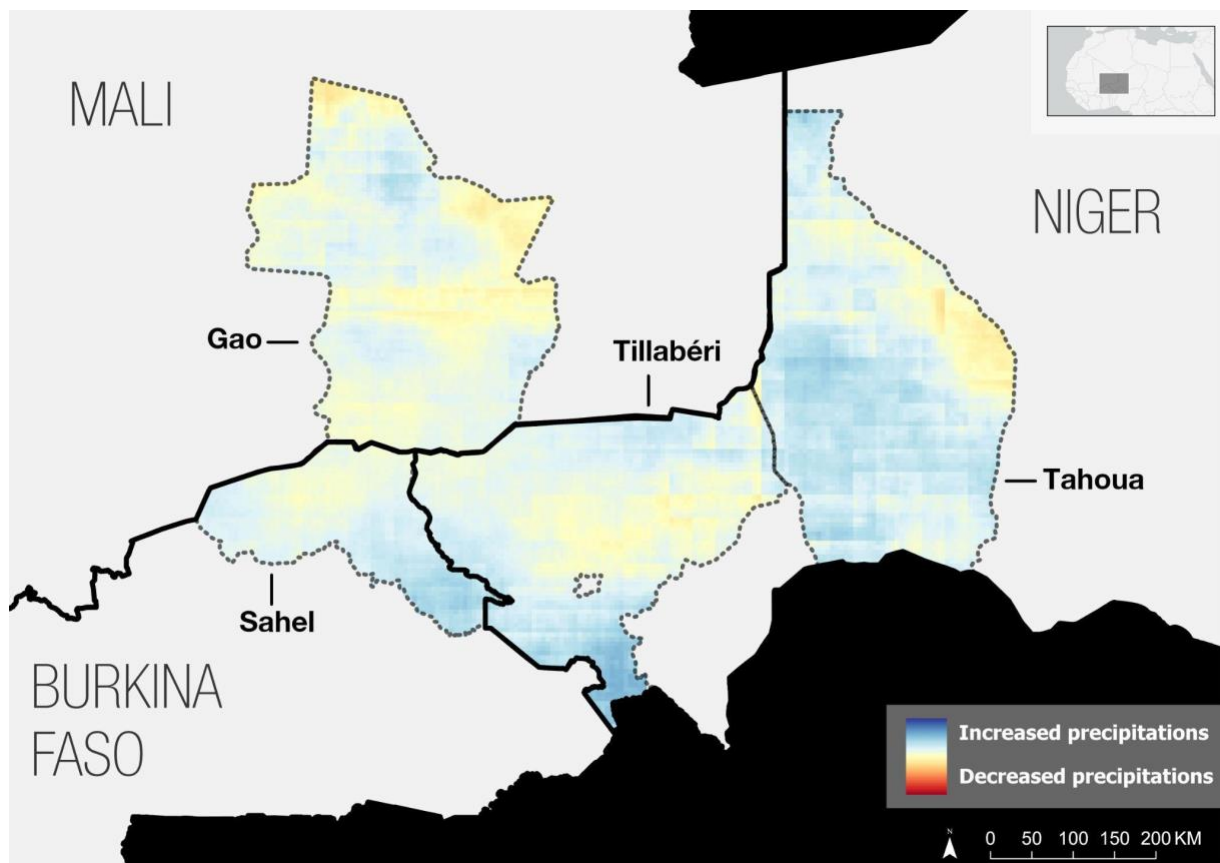 MALI
NIGER
Gao
Tillabéri
Tahoua
Sahel
BURKINA
FASO
Increased precipitations
Decreased precipitations
N
0 50 100 150 200 KM